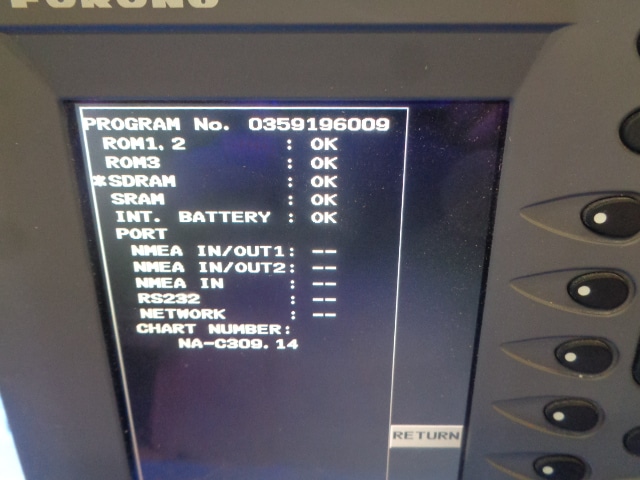 FURUNO
PROGRAM No. 0359196009
ROM1,2 : OK
ROM3 : OK
*SDRAM : OK
SRAM : OK
INT. BATTERY : OK
PORT
NMEA IN/OUT1: --
NMEA IN/OUT2: --
NMEA IN : --
RS232 : --
NETWORK : --
CHART NUMBER:
NA-C309.14
RETURN